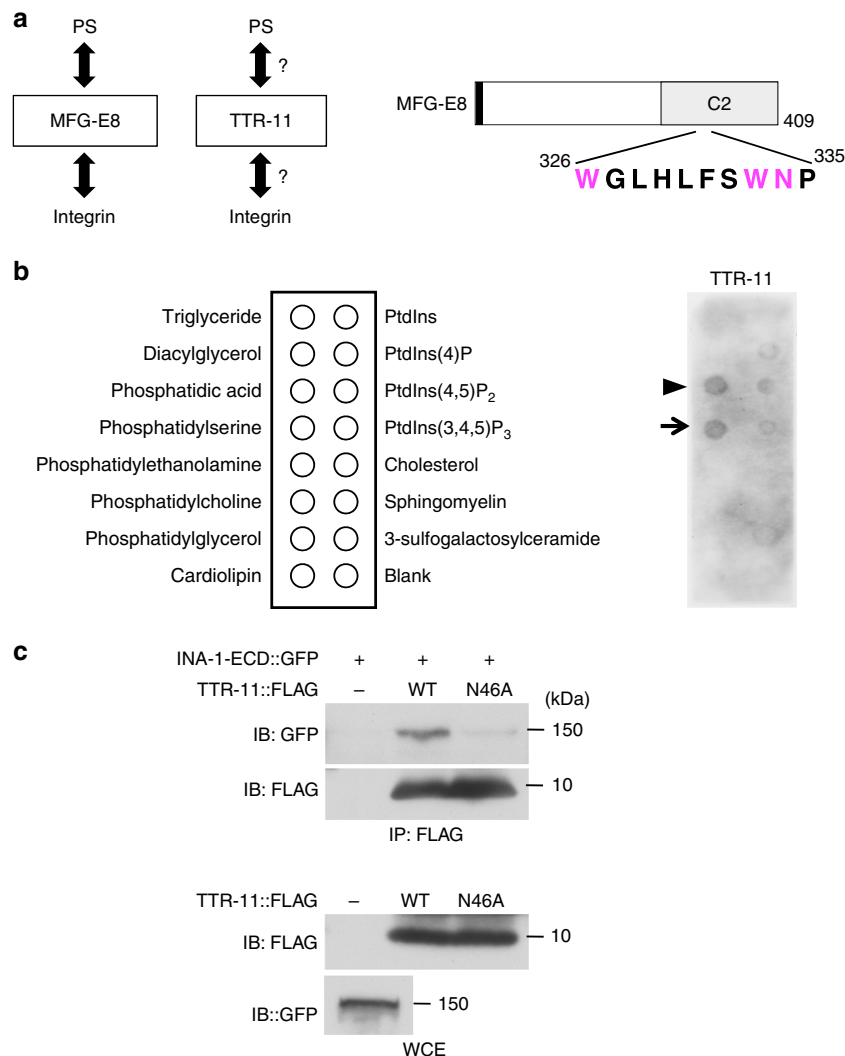 a
PS PS
?
MFG-E8 TTR-11
?
Integrin Integrin
MFG-E8 C2 409
326 335
WGLHLFSWNP
b
TTR-11
Triglyceride PtdIns
Diacylglycerol PtdIns(4)P
Phosphatidic acid PtdIns(4,5)P2
Phosphatidylserine PtdIns(3,4,5)P3
Phosphatidylethanolamine Cholesterol
Phosphatidylcholine Sphingomyelin
Phosphatidylglycerol 3-sulfogalactosylceramide
Cardiolipin Blank
c
INA-1-ECD::GFP + + +
TTR-11::FLAG – WT N46A (kDa)
IB: GFP 150
IB: FLAG 10
IP: FLAG
TTR-11::FLAG – WT N46A
IB: FLAG 10
IB::GFP 150
WCE